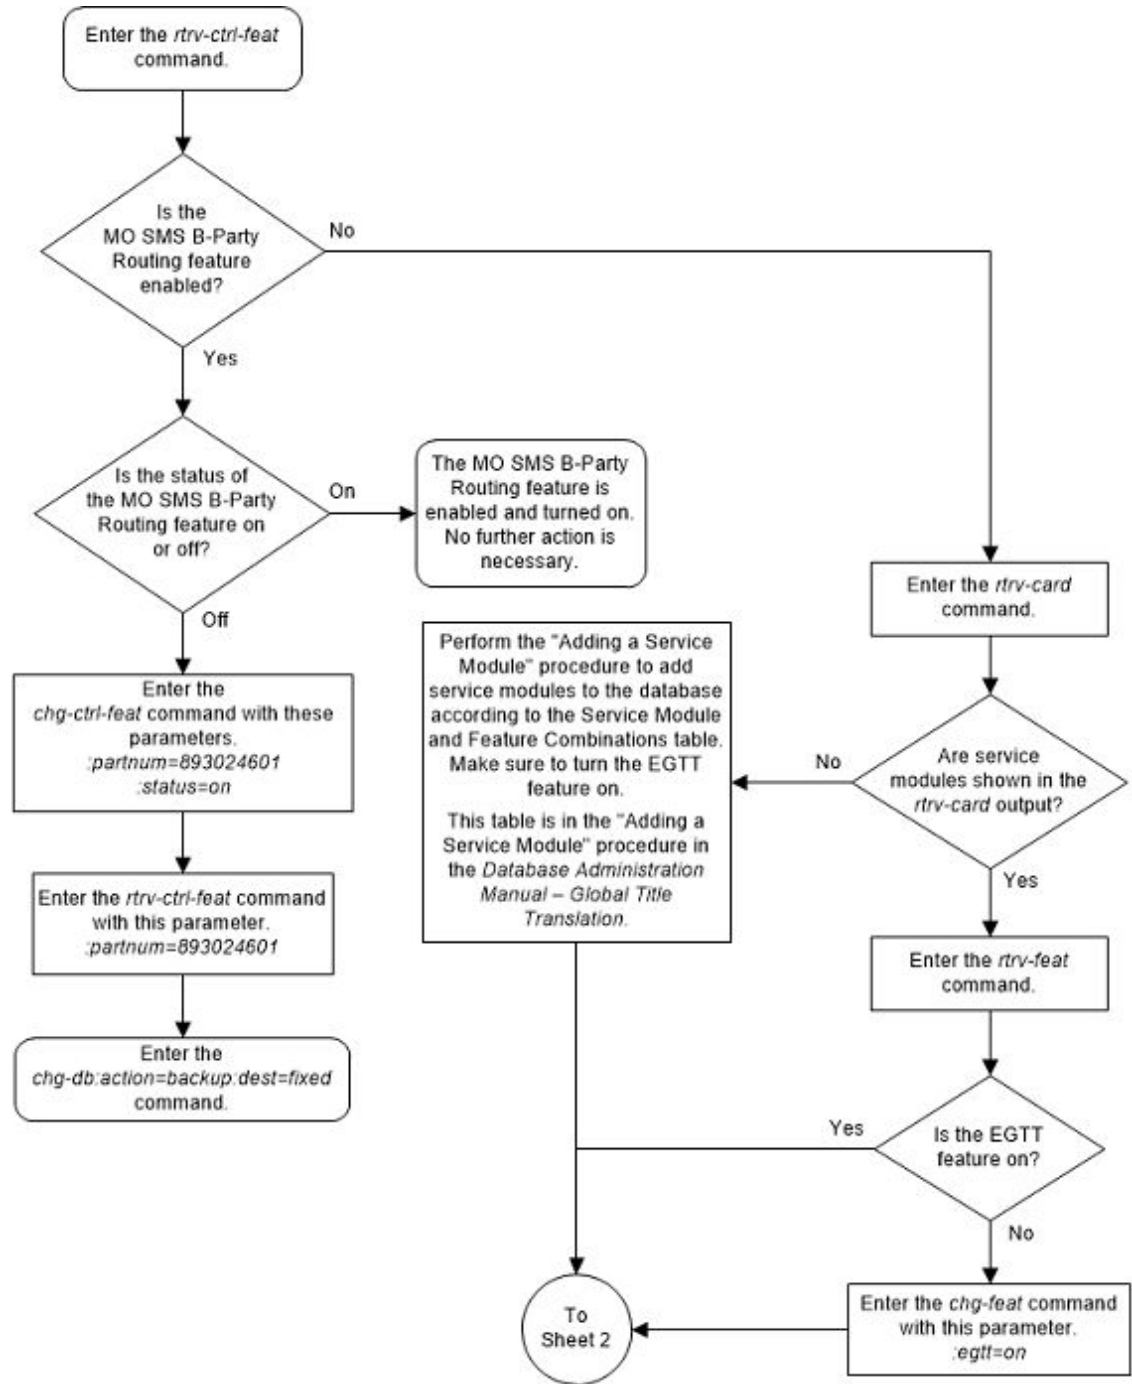 Enter the rtrv-ctrl-feat
command.
Is the
MO SMS B-Party
Routing feature
enabled?
No
Yes
Is the status of
the MO SMS B-Party
Routing feature on
or off?
On
The MO SMS B-Party
Routing feature is
enabled and turned on.
No further action is
necessary.
Off
Enter the
chg-ctrl-feat command with these
parameters.
:partnum=893024601
:status=on
Enter the rtrv-ctrl-feat command
with this parameter.
:partnum=893024601
Enter the
chg-db:action=backup:dest=fixed
command.
Enter the rtrv-card
command.
Are service
modules shown in the
rtrv-card output?
No
Perform the "Adding a Service
Module" procedure to add
service modules to the database
according to the Service Module
and Feature Combinations table.
Make sure to turn the EGTT
feature on.
This table is in the "Adding a
Service Module" procedure in
the Database Administration
Manual – Global Title
Translation.
Yes
Enter the rtrv-feat
command.
Is the EGTT
feature on?
Yes
No
Enter the chg-feat command
with this parameter.
:egtt=on
To
Sheet 2